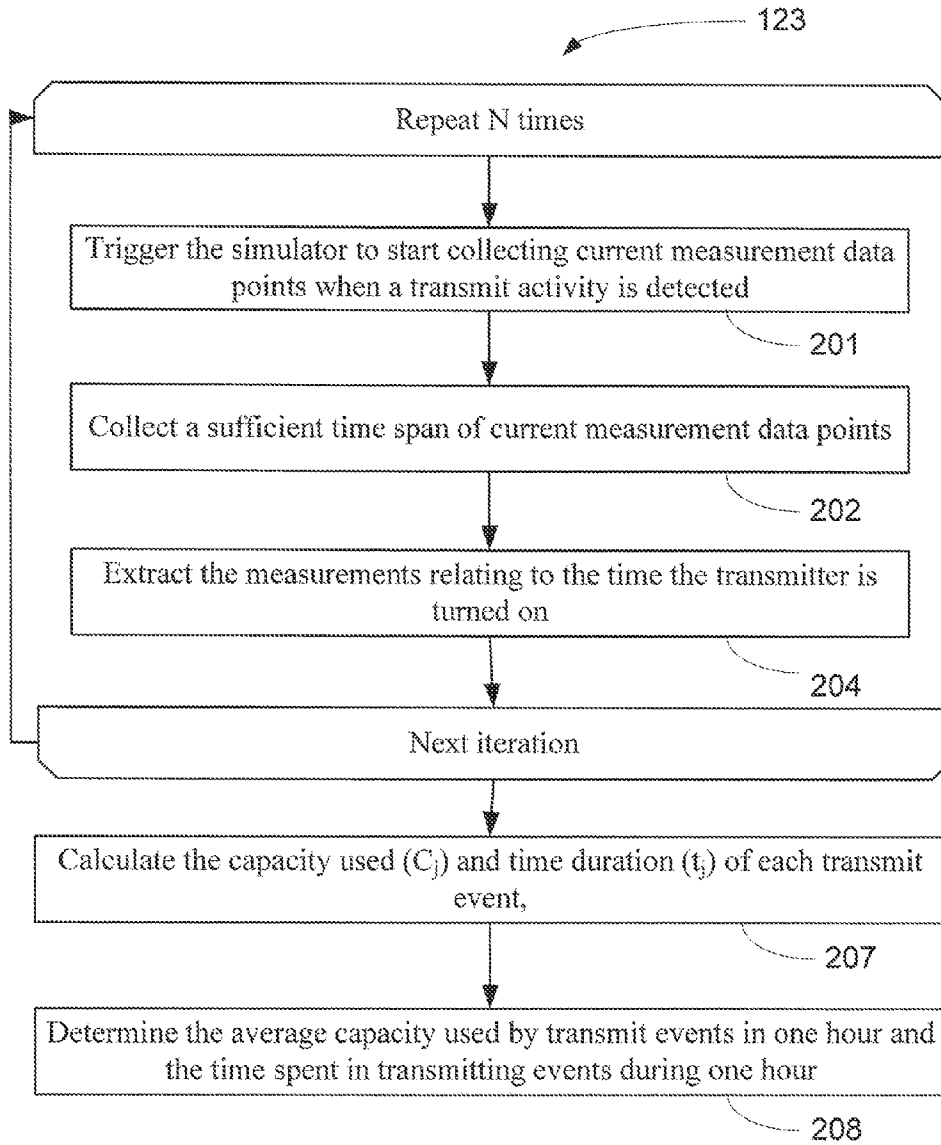 123
Repeat N times
Trigger the simulator to start collecting current measurement data
points when a transmit activity is detected
201
Collect a sufficient time span of current measurement data points
202
Extract the measurements relating to the time the transmitter is
turned on
204
Next iteration
Calculate the capacity used (Cj) and time duration (tj) of each transmit
event,
207
Determine the average capacity used by transmit events in one hour and
the time spent in transmitting events during one hour
208